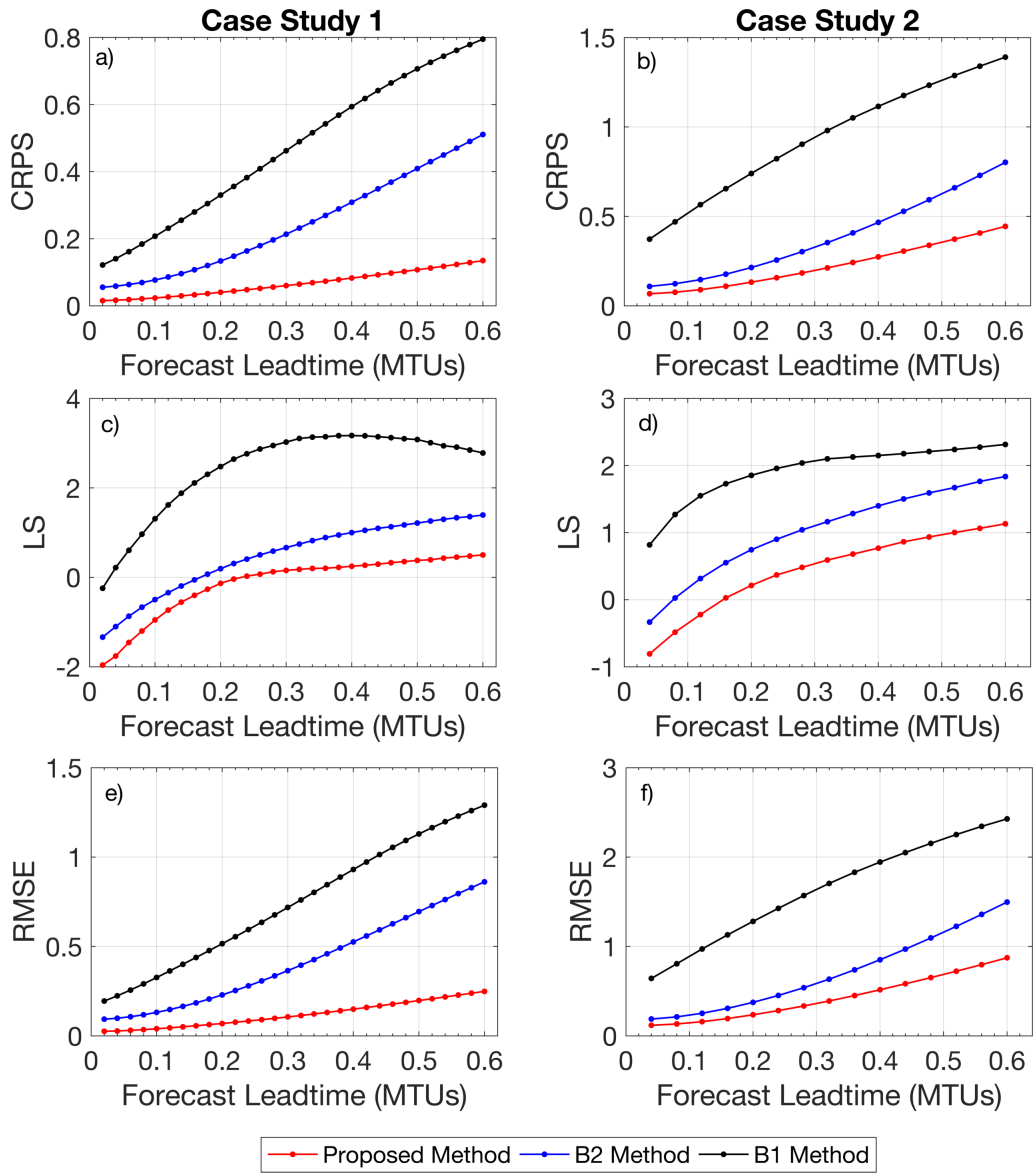 Case Study 1
Case Study 2
a)
CRPS
0.8
0.6
0.4
0.2
0
0 0.1 0.2 0.3 0.4 0.5 0.6
Forecast Leadtime (MTUs)
b)
CRPS
1.5
1
0.5
0
0 0.1 0.2 0.3 0.4 0.5 0.6
Forecast Leadtime (MTUs)
c)
LS
4
2
0
-2
0 0.1 0.2 0.3 0.4 0.5 0.6
Forecast Leadtime (MTUs)
d)
LS
3
2
1
0
-1
0 0.1 0.2 0.3 0.4 0.5 0.6
Forecast Leadtime (MTUs)
e)
RMSE
1.5
1
0.5
0
0 0.1 0.2 0.3 0.4 0.5 0.6
Forecast Leadtime (MTUs)
f)
RMSE
3
2
1
0
0 0.1 0.2 0.3 0.4 0.5 0.6
Forecast Leadtime (MTUs)
Proposed Method B2 Method B1 Method